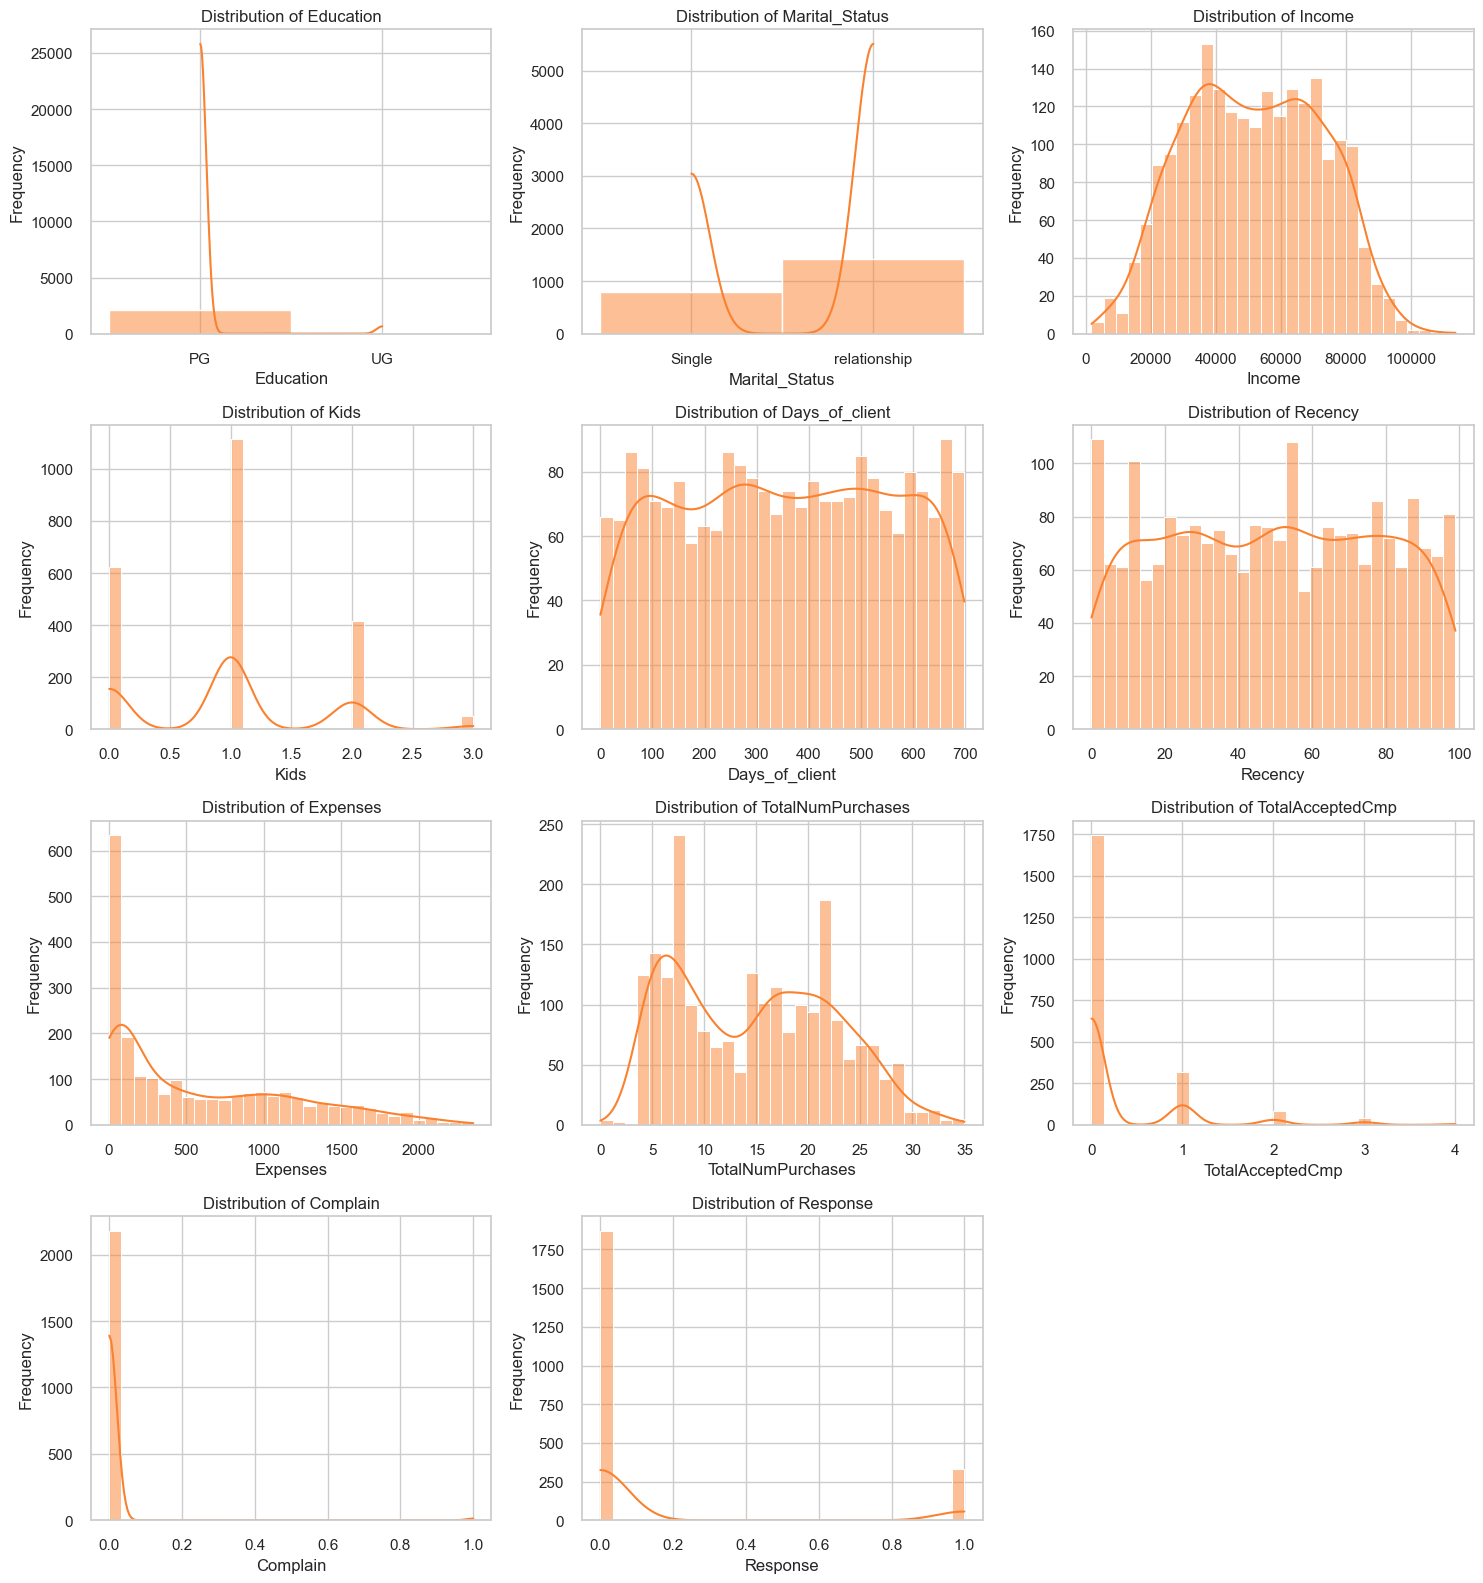 Distribution of Education
25000
20000
15000
10000
5000
0
Frequency
PG UG
Education
Distribution of Marital_Status
5000
4000
3000
2000
1000
0
Frequency
Single relationship
Marital_Status
Distribution of Income
160
140
120
100
80
60
40
20
0
Frequency
0 20000 40000 60000 80000 100000
Income
Distribution of Kids
1000
800
600
400
200
0
Frequency
0.0 0.5 1.0 1.5 2.0 2.5 3.0
Kids
Distribution of Days_of_client
80
60
40
20
0
Frequency
0 100 200 300 400 500 600 700
Days_of_client
Distribution of Recency
100
80
60
40
20
0
Frequency
0 20 40 60 80 100
Recency
Distribution of Expenses
600
500
400
300
200
100
0
Frequency
0 500 1000 1500 2000
Expenses
Distribution of TotalNumPurchases
250
200
150
100
50
0
Frequency
0 5 10 15 20 25 30 35
TotalNumPurchases
Distribution of TotalAcceptedCmp
1750
1500
1250
1000
750
500
250
0
Frequency
0 1 2 3 4
TotalAcceptedCmp
Distribution of Complain
2000
1500
1000
500
0
Frequency
0.0 0.2 0.4 0.6 0.8 1.0
Complain
Distribution of Response
1750
1500
1250
1000
750
500
250
0
Frequency
0.0 0.2 0.4 0.6 0.8 1.0
Response